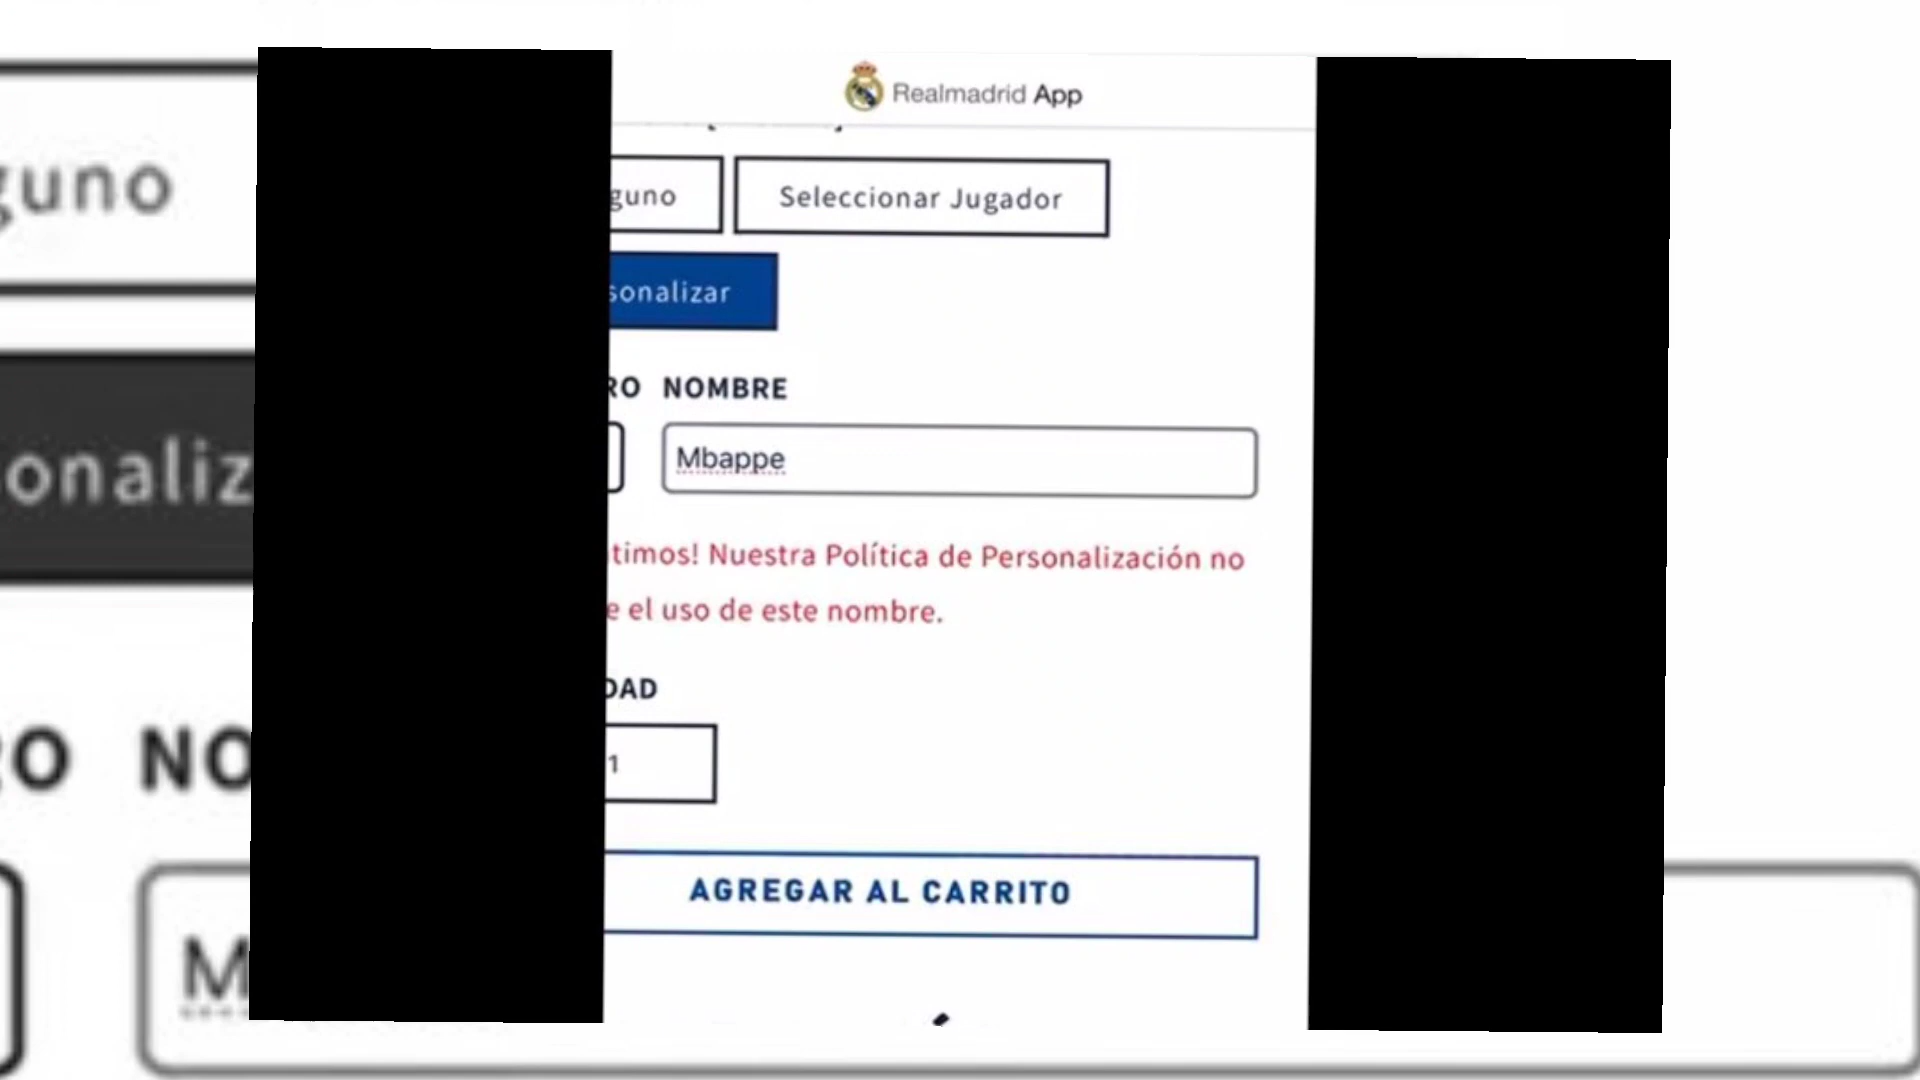 Realmadrid App
guno
Seleccionar Jugador
sonalizar
RO NOMBRE
Mbappe
timos! Nuestra Política de Personalización no
e el uso de este nombre.
DAD
1
AGREGAR AL CARRITO
guno
onaliz
RO NO
M